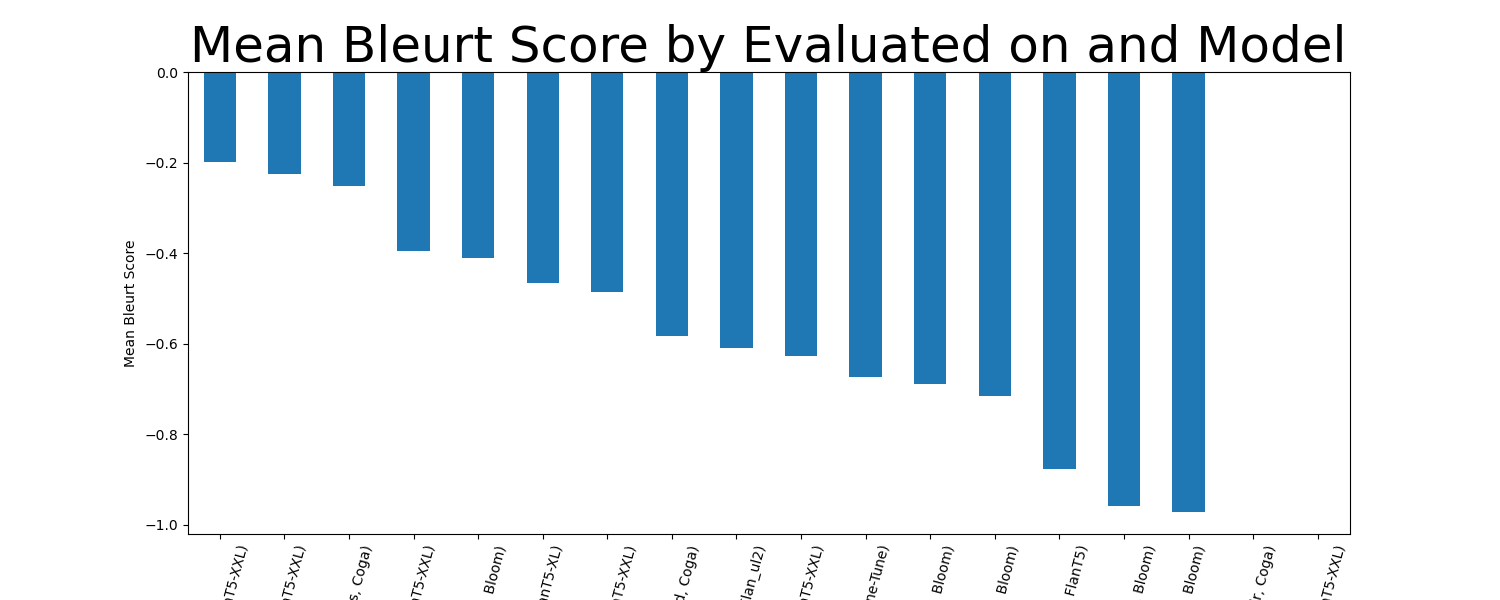 Mean Bleurt Score by Evaluated on and Model
Mean Bleurt Score
0.0
−0.2
−0.4
−0.6
−0.8
−1.0
nT5-XXL)
nT5-XXL)
s, Coga)
nT5-XXL)
Bloom)
anT5-XL)
nT5-XXL)
d, Coga)
lan_ul2)
nT5-XXL)
ne-Tune)
Bloom)
Bloom)
FlanT5)
Bloom)
Bloom)
r, Coga)
nT5-XXL)